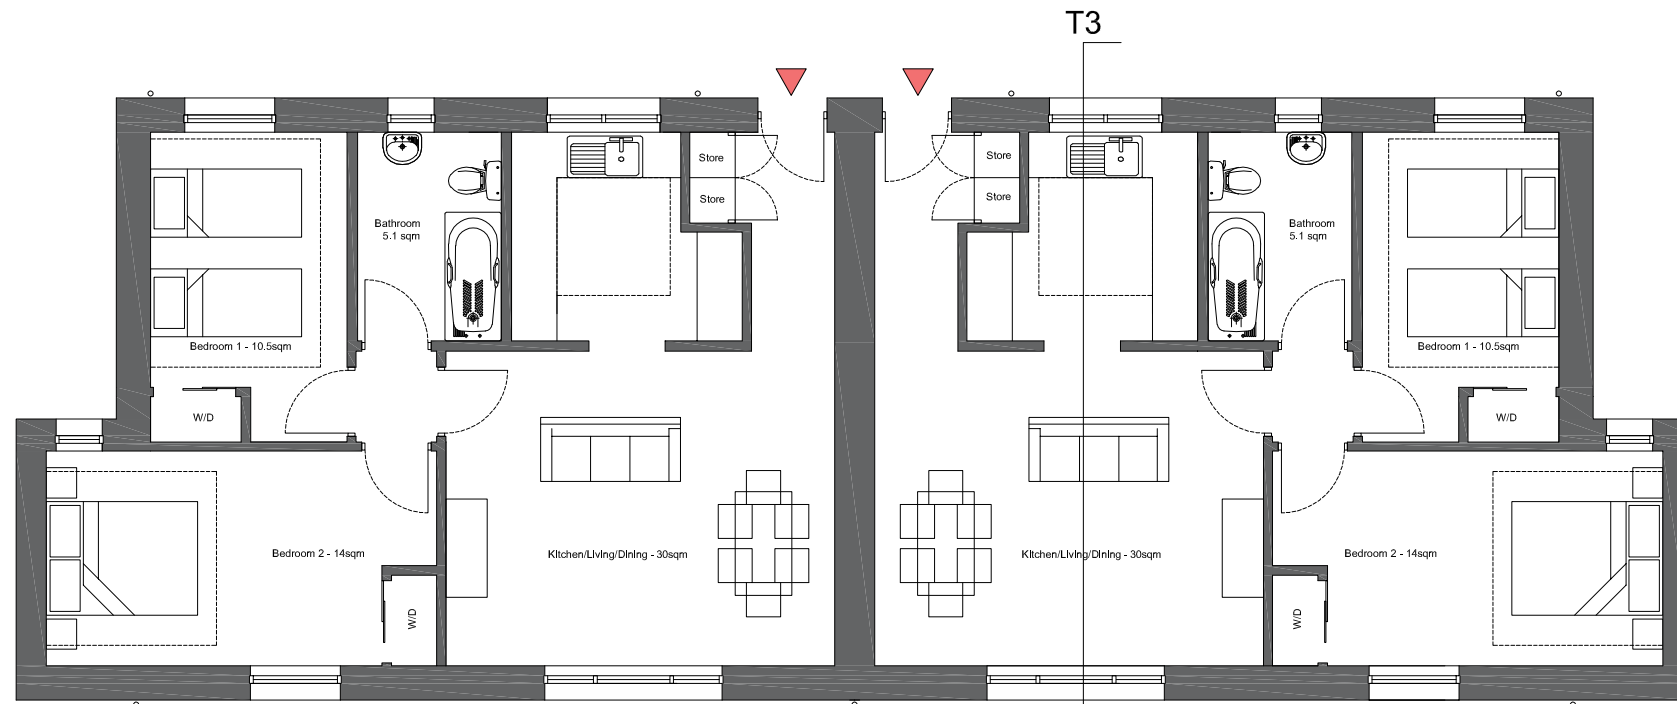 T3
Store
Store
Store
Store
Bathroom
5.1 sqm
Bathroom
5.1 sqm
Bedroom 1 - 10.5sqm
Bedroom 1 - 10.5sqm
W/D
W/D
Bedroom 2 - 14sqm
Kitchen/Living/Dining - 30sqm
Kitchen/Living/Dining - 30sqm
Bedroom 2 - 14sqm
W/D
W/D